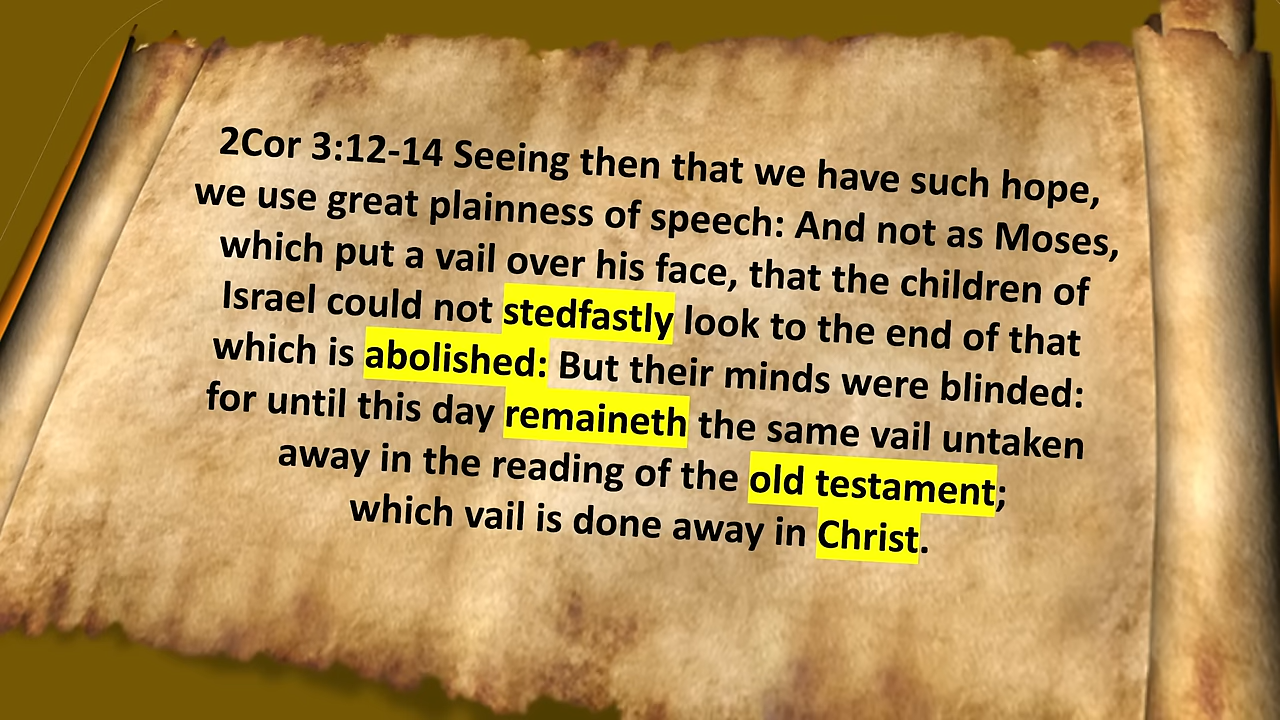 2Cor 3:12-14 Seeing then that we have such hope,
we use great plainness of speech: And not as Moses,
which put a vail over his face, that the children of
Israel could not stedfastly look to the end of that
which is abolished: But their minds were blinded:
for until this day remaineth the same vail untaken
away in the reading of the old testament;
which vail is done away in Christ.